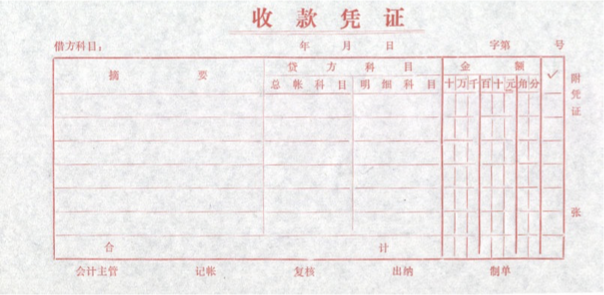 收款凭证
借方科目： 年 月 日 字第 号
摘 要 贷方科目 金 额 ✓ 附凭证 张
总帐科目 明细科目 十 万 千 百 十 元 角 分
合 计
会计主管 记帐 复核 出纳 制单